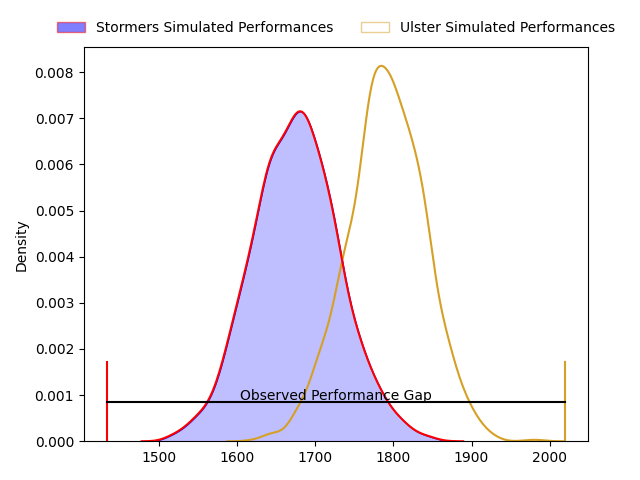 Stormers Simulated Performances
Ulster Simulated Performances
Density
0.008
0.007
0.006
0.005
0.004
0.003
0.002
0.001
0.000
Observed Performance Gap
1500 1600 1700 1800 1900 2000